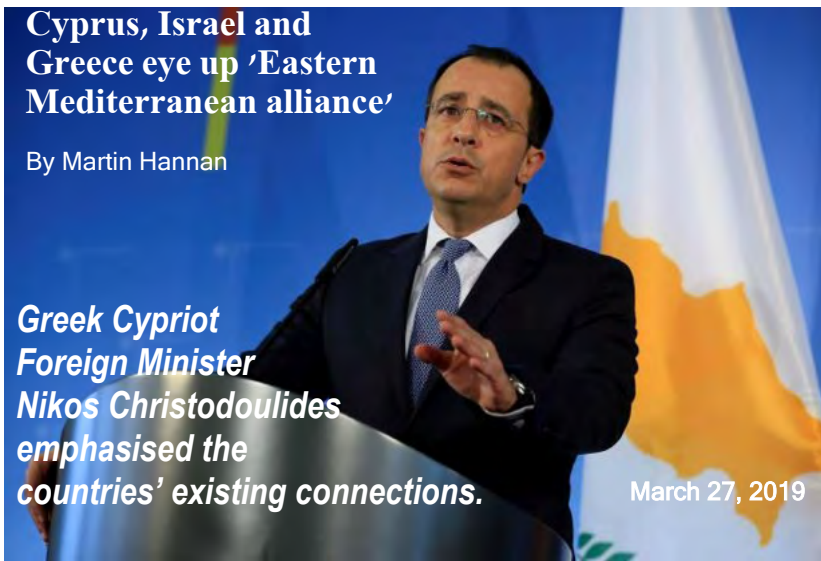 Cyprus, Israel and
Greece eye up 'Eastern
Mediterranean alliance'
By Martin Hannan
Greek Cypriot
Foreign Minister
Nikos Christodoulides
emphasised the
countries’ existing connections.
March 27, 2019